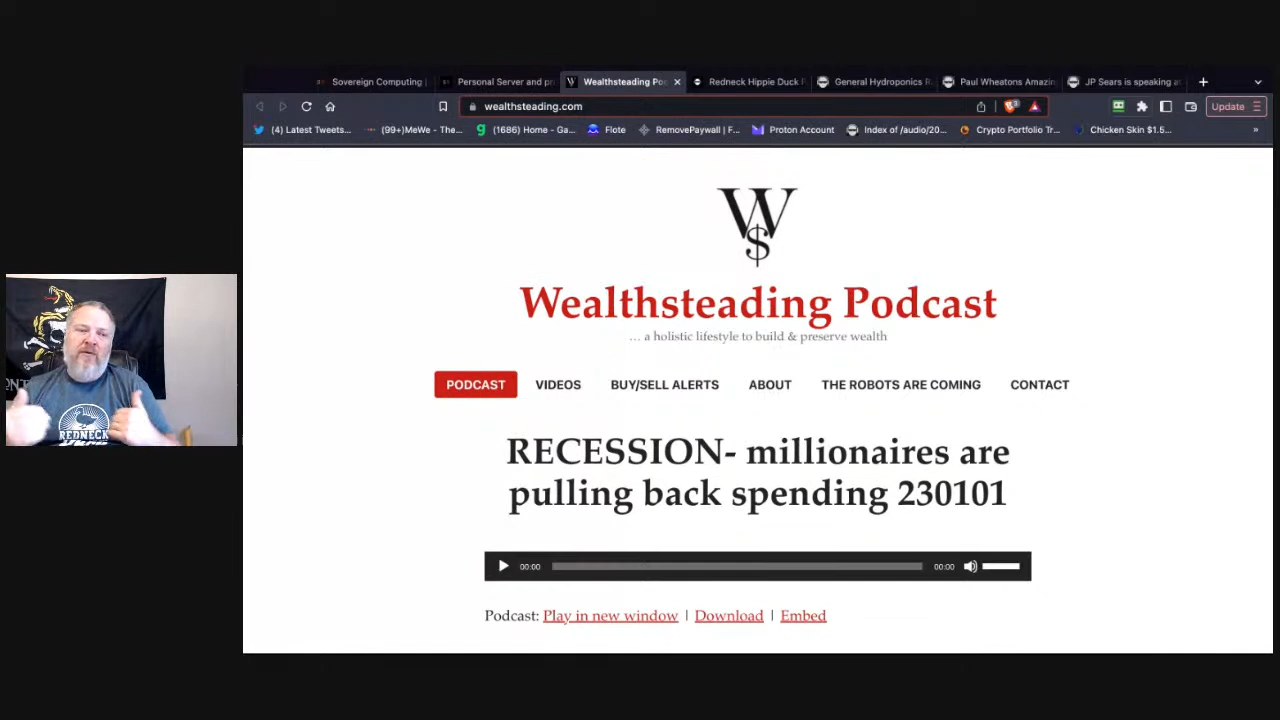 Sovereign Computing |
Personal Server and pr
Wealthsteading Poc
Redneck Hippie Duck F
General Hydroponics R
Paul Wheatons Amazin
JP Sears is speaking at
wealthsteading.com
Update
(4) Latest Tweets...
(99+)MeWe - The...
(1686) Home - Ga...
Flote
RemovePaywall | F...
Proton Account
Index of /audio/20...
Crypto Portfolio Tr...
Chicken Skin $1.5...
»
W$
Wealthsteading Podcast
... a holistic lifestyle to build & preserve wealth
PODCAST
VIDEOS
BUY/SELL ALERTS
ABOUT
THE ROBOTS ARE COMING
CONTACT
RECESSION- millionaires are
pulling back spending 230101
00:00
00:00
Podcast: Play in new window | Download | Embed
REDNECK